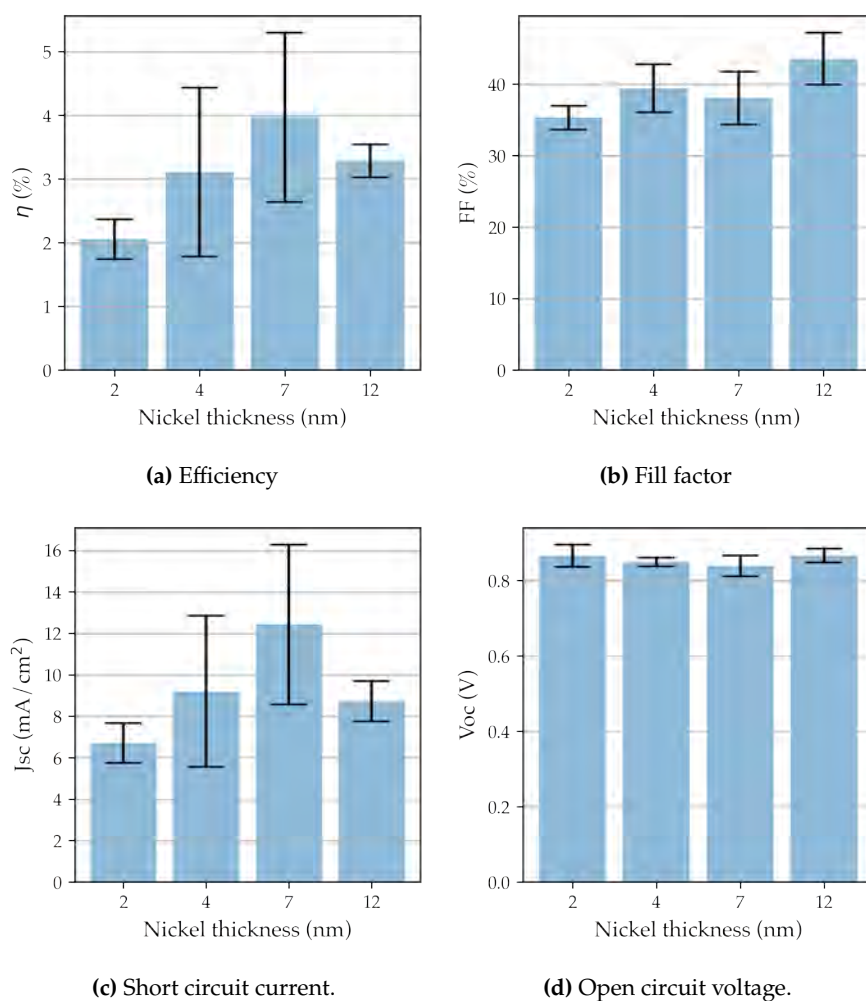 5
4
3
2
1
0
η (%)
2 4 7 12
Nickel thickness (nm)
(a) Efficiency
40
30
20
10
0
FF (%)
2 4 7 12
Nickel thickness (nm)
(b) Fill factor
16
14
12
10
8
6
4
2
0
Jsc (mA/cm²)
2 4 7 12
Nickel thickness (nm)
(c) Short circuit current.
0.8
0.6
0.4
0.2
0.0
Voc (V)
2 4 7 12
Nickel thickness (nm)
(d) Open circuit voltage.